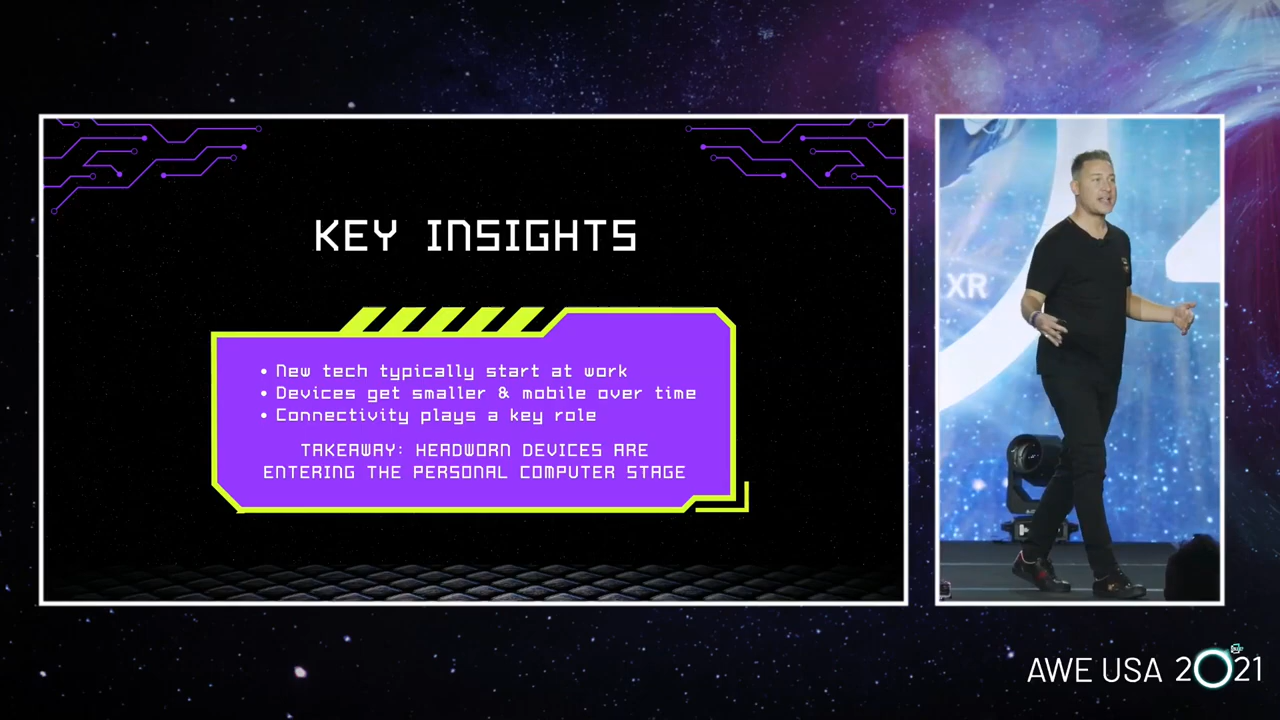 KEY INSIGHTS
• New tech typically start at work
• Devices get smaller & mobile over time
• Connectivity plays a key role
TAKEAWAY: HEADWORN DEVICES ARE
ENTERING THE PERSONAL COMPUTER STAGE
XR
AWE USA 2021